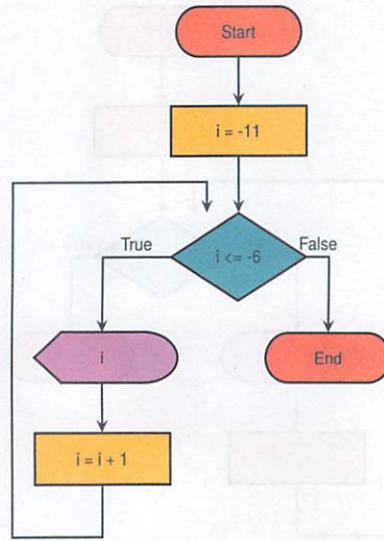 Start
i = -11
True
False
i <= -6
i
End
i = i + 1